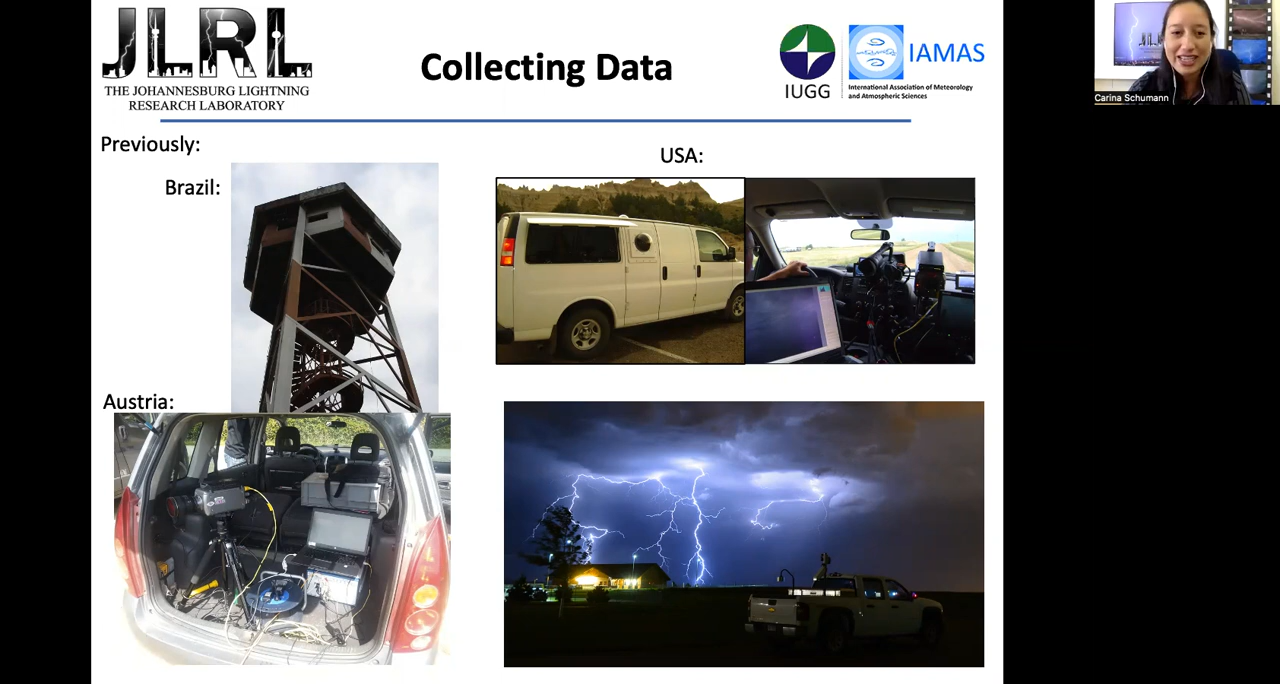 JLRL
THE JOHANNESBURG LIGHTNING
RESEARCH LABORATORY
Collecting Data
IUGG
IAMAS
International Association of Meteorology
and Atmospheric Sciences
Carina Schumann
Previously:
Brazil:
USA:
Austria: